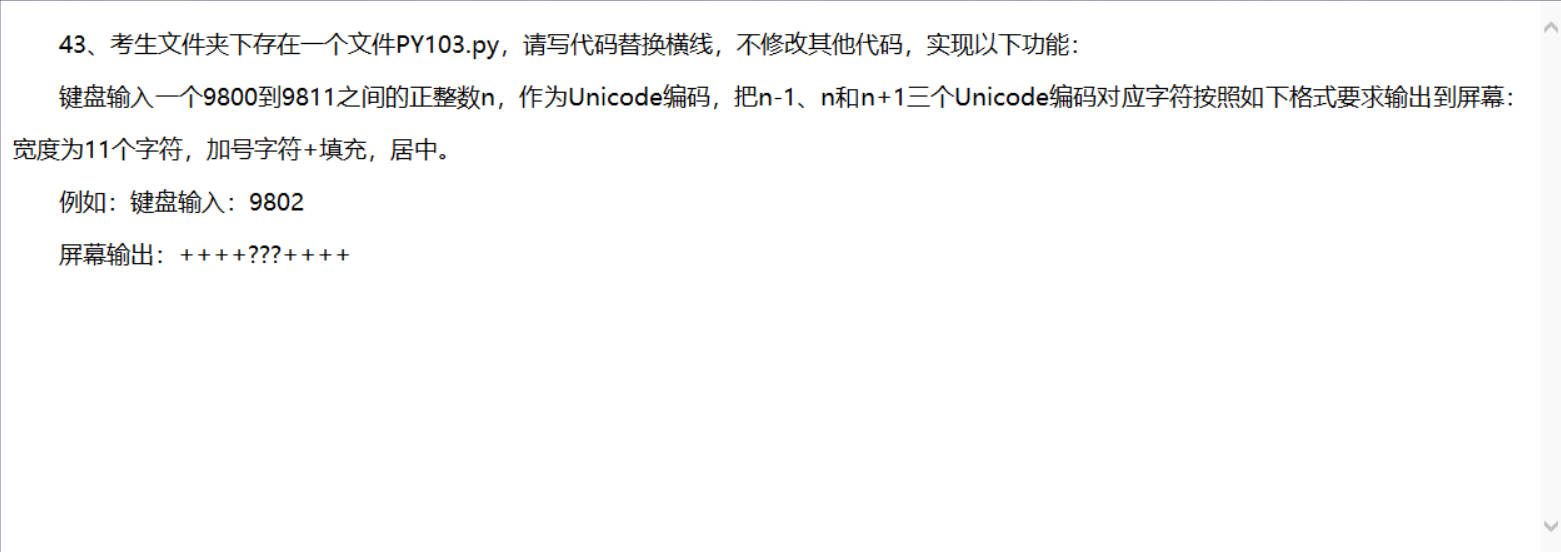 43、考生文件夹下存在一个文件PY103.py，请写代码替换横线，不修改其他代码，实现以下功能：
键盘输入一个9800到9811之间的正整数n，作为Unicode编码，把n-1、n和n+1三个Unicode编码对应字符按照如下格式要求输出到屏幕：
宽度为11个字符，加号字符+填充，居中。
例如：键盘输入：9802
屏幕输出：++++???++++